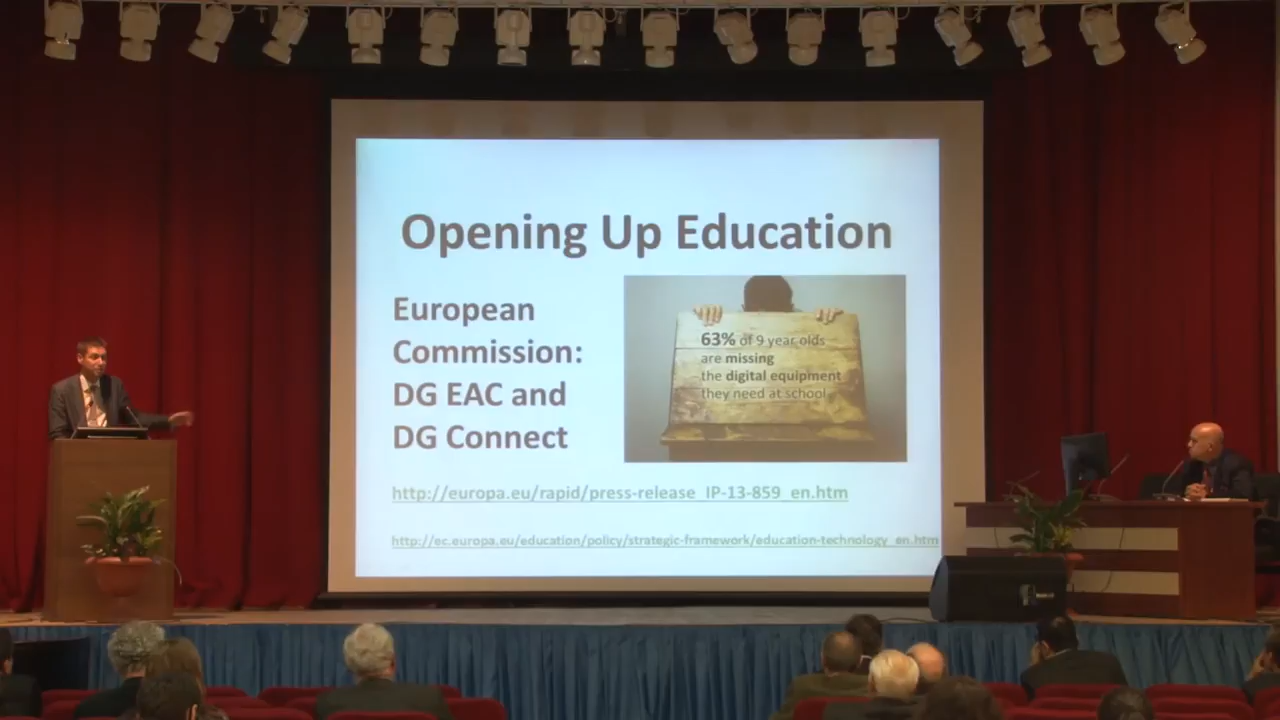 Opening Up Education
European
Commission:
DG EAC and
DG Connect
63% of 9 year olds
are missing
the digital equipment
they need at school
http://europa.eu/rapid/press-release_IP-13-859_en.htm
http://ec.europa.eu/education/policy/strategic-framework/education-technology_en.htm